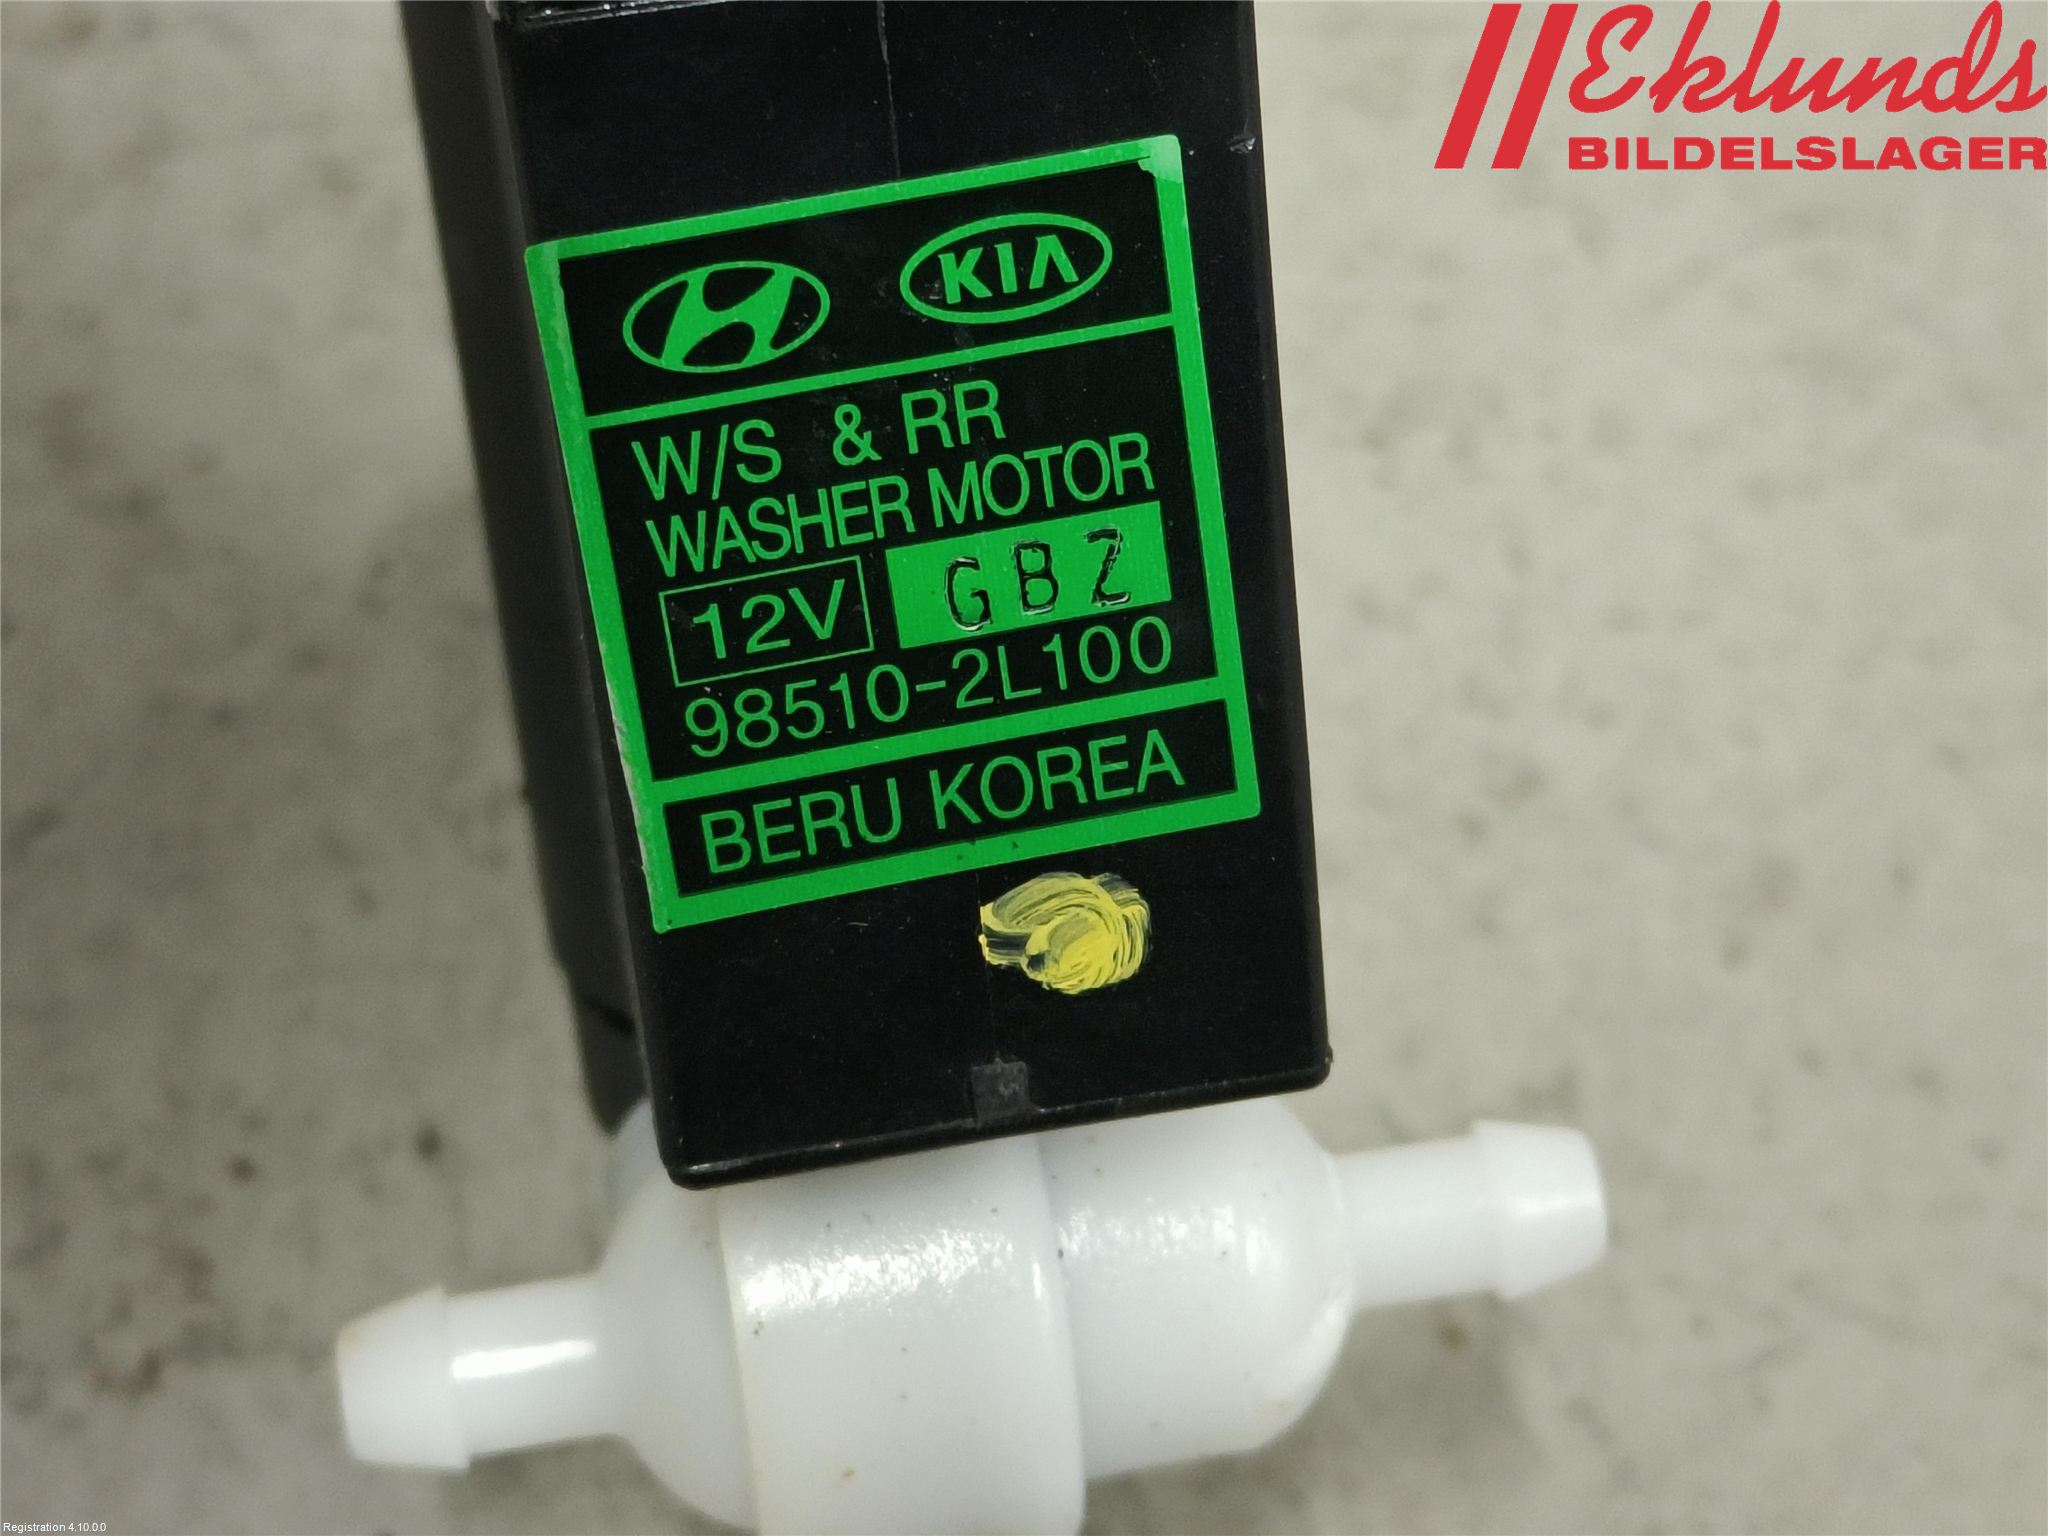 Eklunds
BILDELSLAGER
KIA
W/S & RR
WASHER MOTOR
12V GBZ
98510-2L100
BERU KOREA
Registration 4.10.0.0